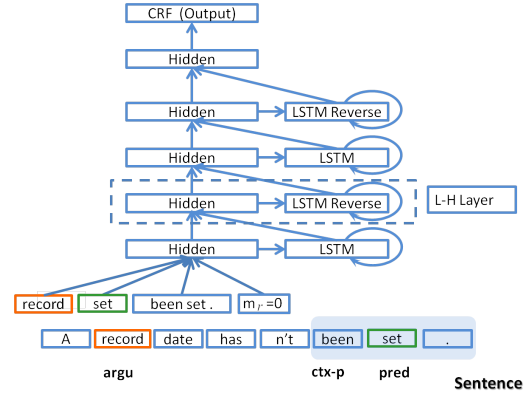 CRF (Output)
Hidden
Hidden LSTM Reverse
Hidden LSTM
Hidden LSTM Reverse L-H Layer
Hidden LSTM
record set been set . mr=0
A record date has n't been set .
argu ctx-p pred
Sentence